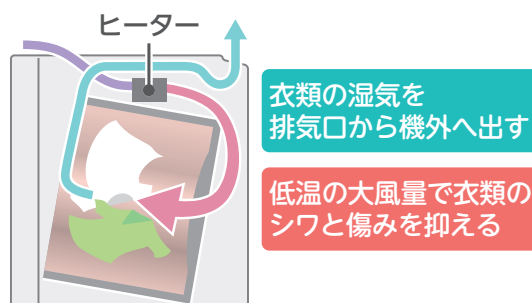 ヒーター
衣類の湿気を
排気口から機外へ出す
低温の大風量で衣類の
シワと傷みを抑える